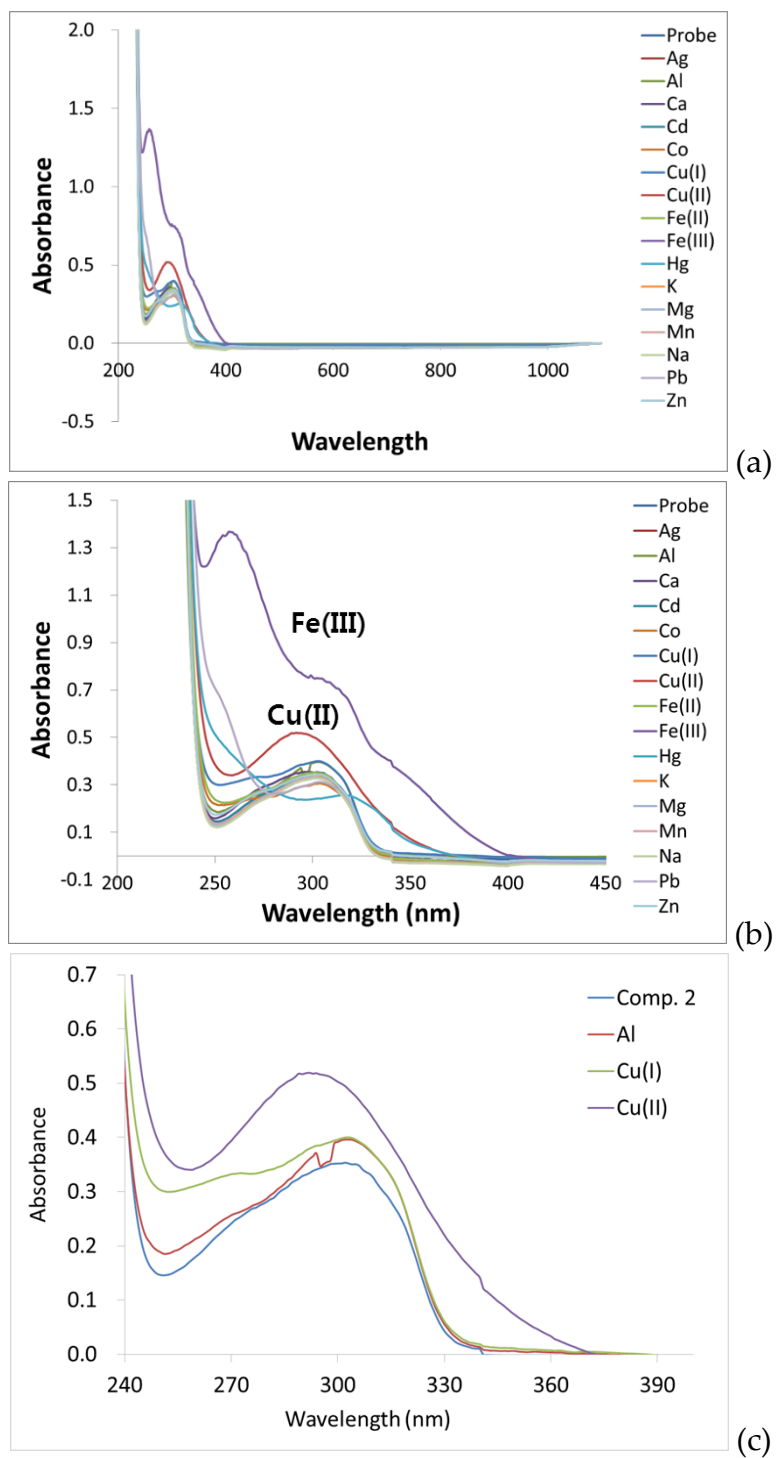 2.0
1.5
1.0
0.5
0.0
-0.5
200
400
600
800
1000
Absorbance
Wavelength
Probe
Ag
Al
Ca
Cd
Co
Cu(I)
Cu(II)
Fe(II)
Fe(III)
Hg
K
Mg
Mn
Na
Pb
Zn
(a)
1.5
1.3
1.1
0.9
0.7
0.5
0.3
0.1
-0.1
200
250
300
350
400
450
Absorbance
Wavelength (nm)
Fe(III)
Cu(II)
Probe
Ag
Al
Ca
Cd
Co
Cu(I)
Cu(II)
Fe(II)
Fe(III)
Hg
K
Mg
Mn
Na
Pb
Zn
(b)
0.7
0.6
0.5
0.4
0.3
0.2
0.1
0.0
240
270
300
330
360
390
Absorbance
Wavelength (nm)
Comp. 2
Al
Cu(I)
Cu(II)
(c)